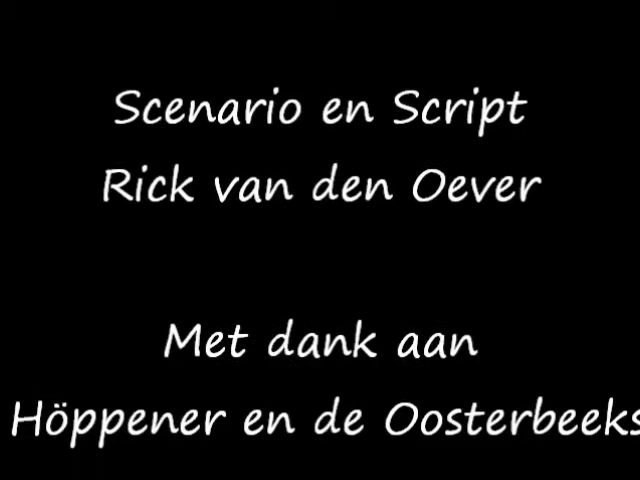 Scenario en Script
Rick van den Oever
Met dank aan
Höppener en de Oosterbeeks